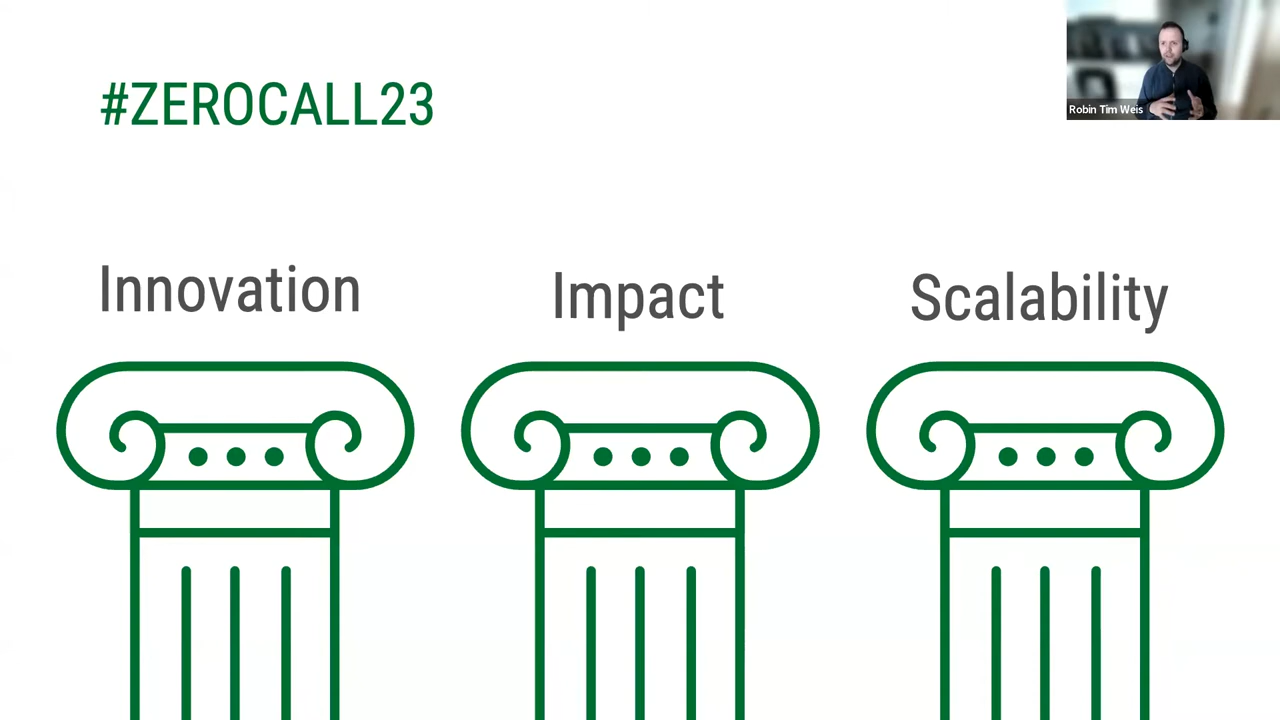 #ZEROCALL23
Robin Tim Weis
Innovation
Impact
Scalability